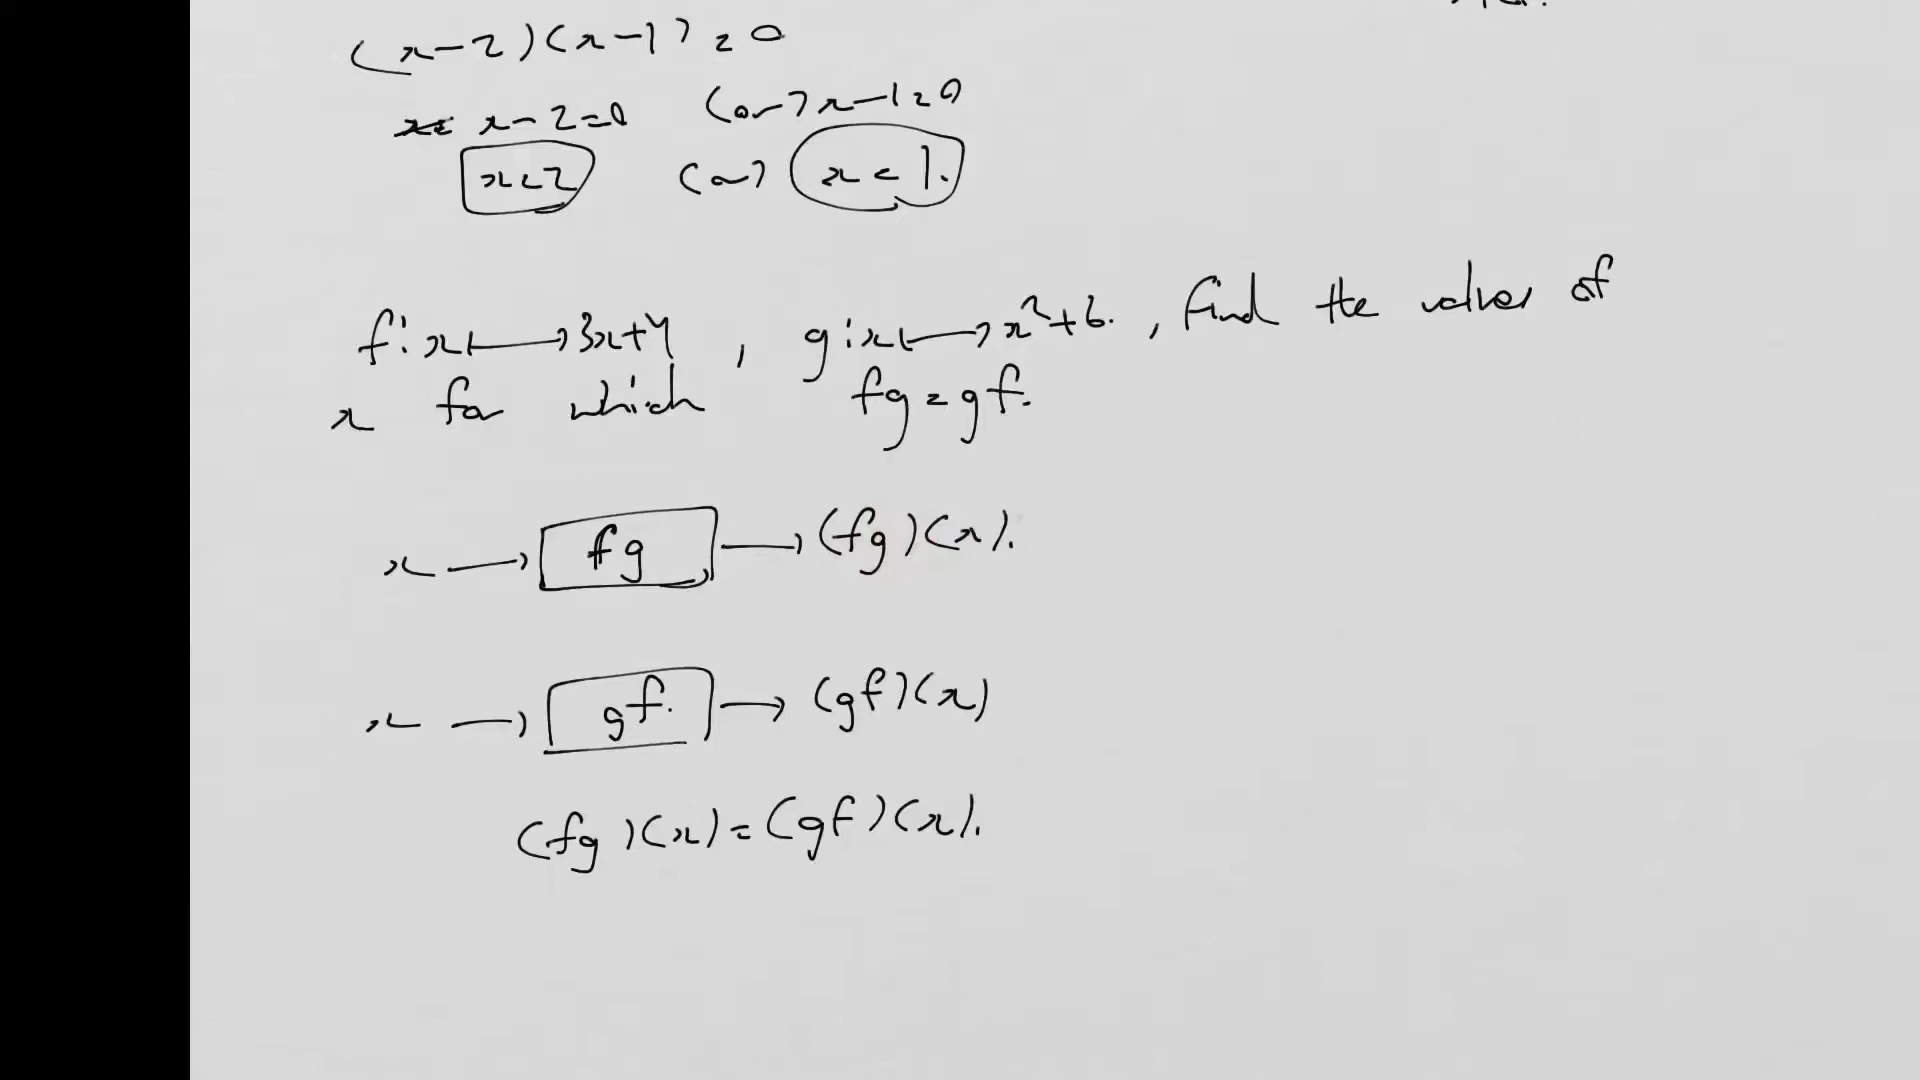 (x-2)(x-1)=0
x-2=0 (or) x-1=0
x=2 (or) x=1.
f:x↦3x+4, g:x↦x²+6., find the values of
x for which fg=gf.
x → fg → (fg)(x).
x → gf. → (gf)(x)
(fg)(x)=(gf)(x).